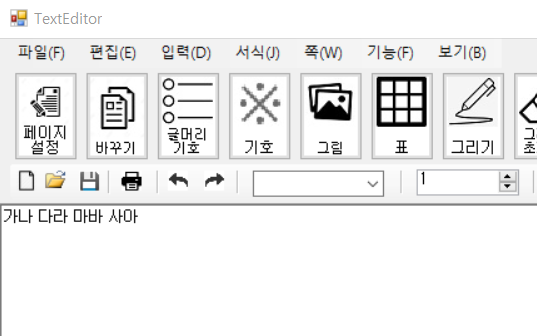 TextEditor
파일(F) 편집(E) 입력(D) 서식(J) 쪽(W) 기능(F) 보기(B)
페이지 바꾸기 글머리 기호 그림 표 그리기
설정 기호
1
가나 다라 마바 사아